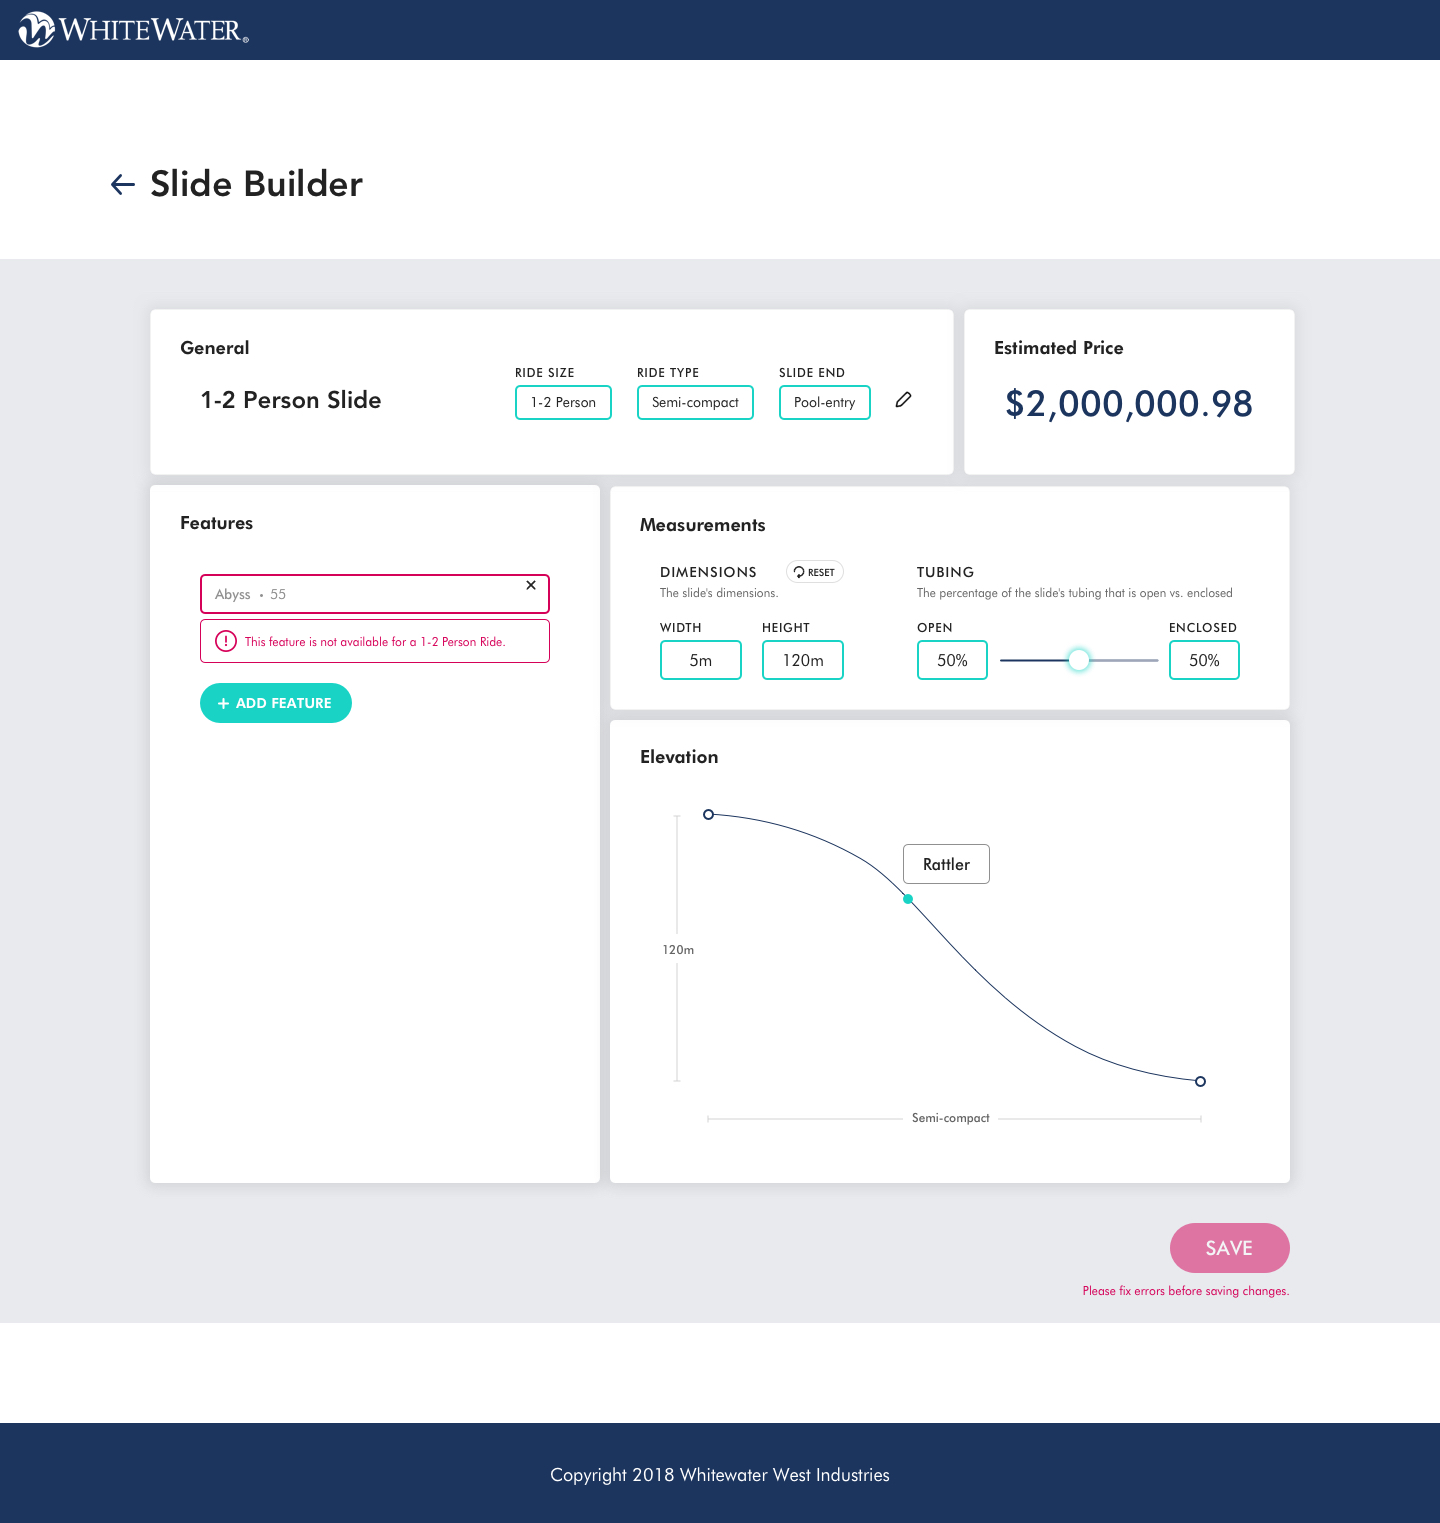 WHITEWATER®
Slide Builder
General
1-2 Person Slide
RIDE SIZE
1-2 Person
RIDE TYPE
Semi-compact
SLIDE END
Pool-entry
Estimated Price
$2,000,000.98
Features
Abyss • 55
This feature is not available for a 1-2 Person Ride.
+ ADD FEATURE
Measurements
DIMENSIONS
RESET
The slide's dimensions.
WIDTH
5m
HEIGHT
120m
TUBING
The percentage of the slide's tubing that is open vs. enclosed
OPEN
50%
ENCLOSED
50%
Elevation
Rattler
120m
Semi-compact
SAVE
Please fix errors before saving changes.
Copyright 2018 Whitewater West Industries